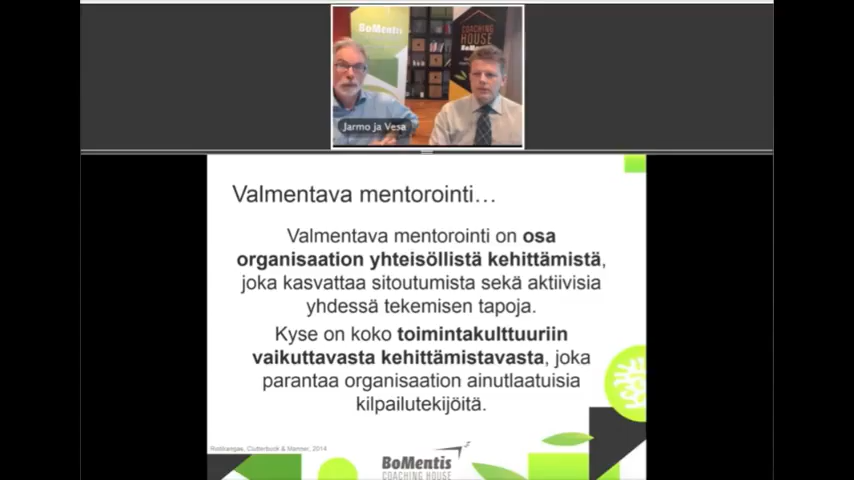 BoMentis
COACHING
HOUSE
BoMe
Jarmo ja Vesa
Valmentava mentorointi...
Valmentava mentorointi on osa
organisaation yhteisöllistä kehittämistä,
joka kasvattaa sitoutumista sekä aktiivisia
yhdessä tekemisen tapoja.
Kyse on koko toimintakulttuuriin
vaikuttavasta kehittämistavasta, joka
parantaa organisaation ainutlaatuisia
kilpailutekijöitä.
Ristikangas, Clutterbuck & Manner, 2014
BoMentis
COACHING HOUSE